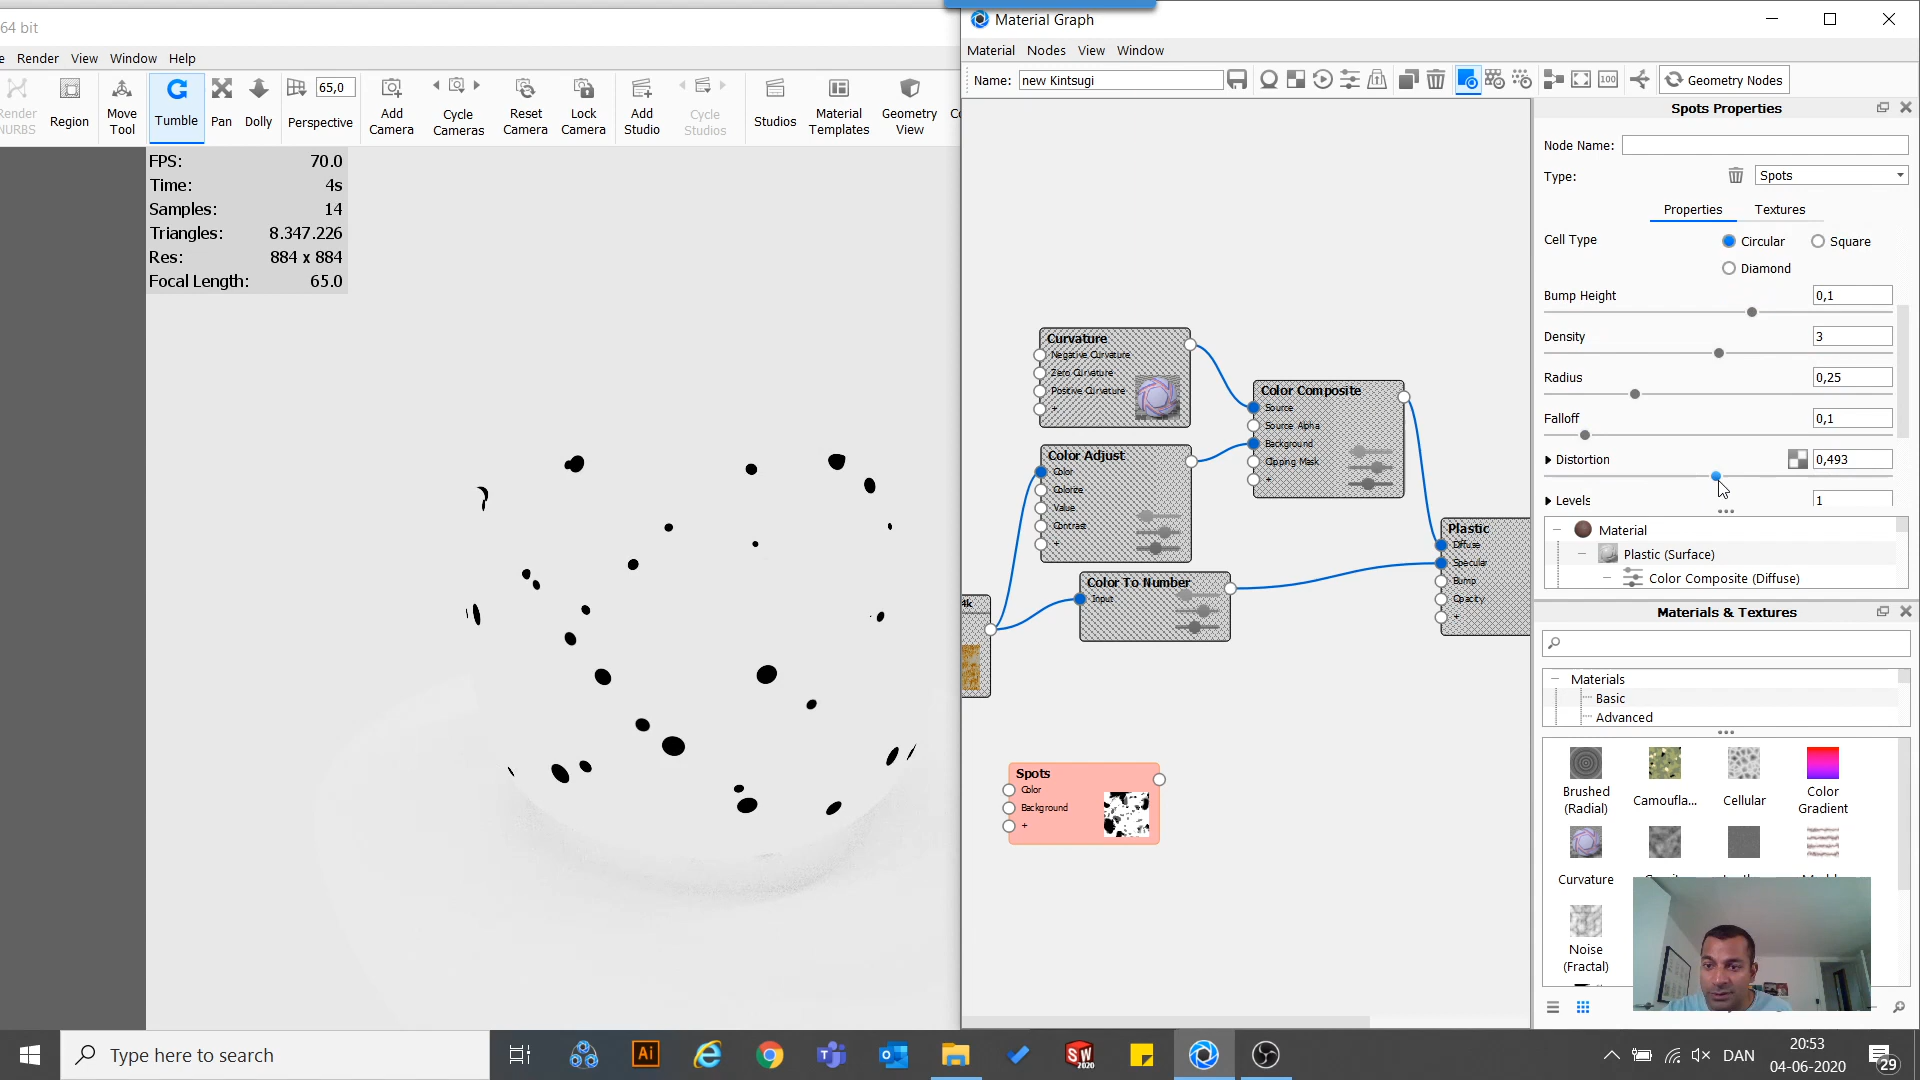 64 bit
Render View Window Help
Render NURBS
Region
Move Tool
Tumble
Pan
Dolly
65,0
Perspective
Add Camera
Cycle Cameras
Reset Camera
Lock Camera
Add Studio
Cycle Studios
Studios
Material Templates
Geometry View
FPS: 70.0
Time: 4s
Samples: 14
Triangles: 8.347.226
Res: 884 x 884
Focal Length: 65.0
Material Graph
Material Nodes View Window
Name: new Kintsugi
100
Geometry Nodes
Curvature
Negative Curvature
Zero Curvature
Positive Curvature
+
Color Adjust
Color
Colorize
Value
Contrast
+
Color Composite
Source
Source Alpha
Background
Clipping Mask
+
Color To Number
Input
4k
Plastic
Diffuse
Specular
Bump
Opacity
+
Spots
Color
Background
+
Spots Properties
Node Name:
Type: Spots
Properties Textures
Cell Type Circular Square
Diamond
Bump Height 0,1
Density 3
Radius 0,25
Falloff 0,1
Distortion 0,493
Levels 1
Material
Plastic (Surface)
Color Composite (Diffuse)
Materials & Textures
Materials
Basic
Advanced
Brushed (Radial)
Camoufla...
Cellular
Color Gradient
Curvature
Noise (Fractal)
Type here to search
Ai
SW 2020
DAN
20:53
04-06-2020
29